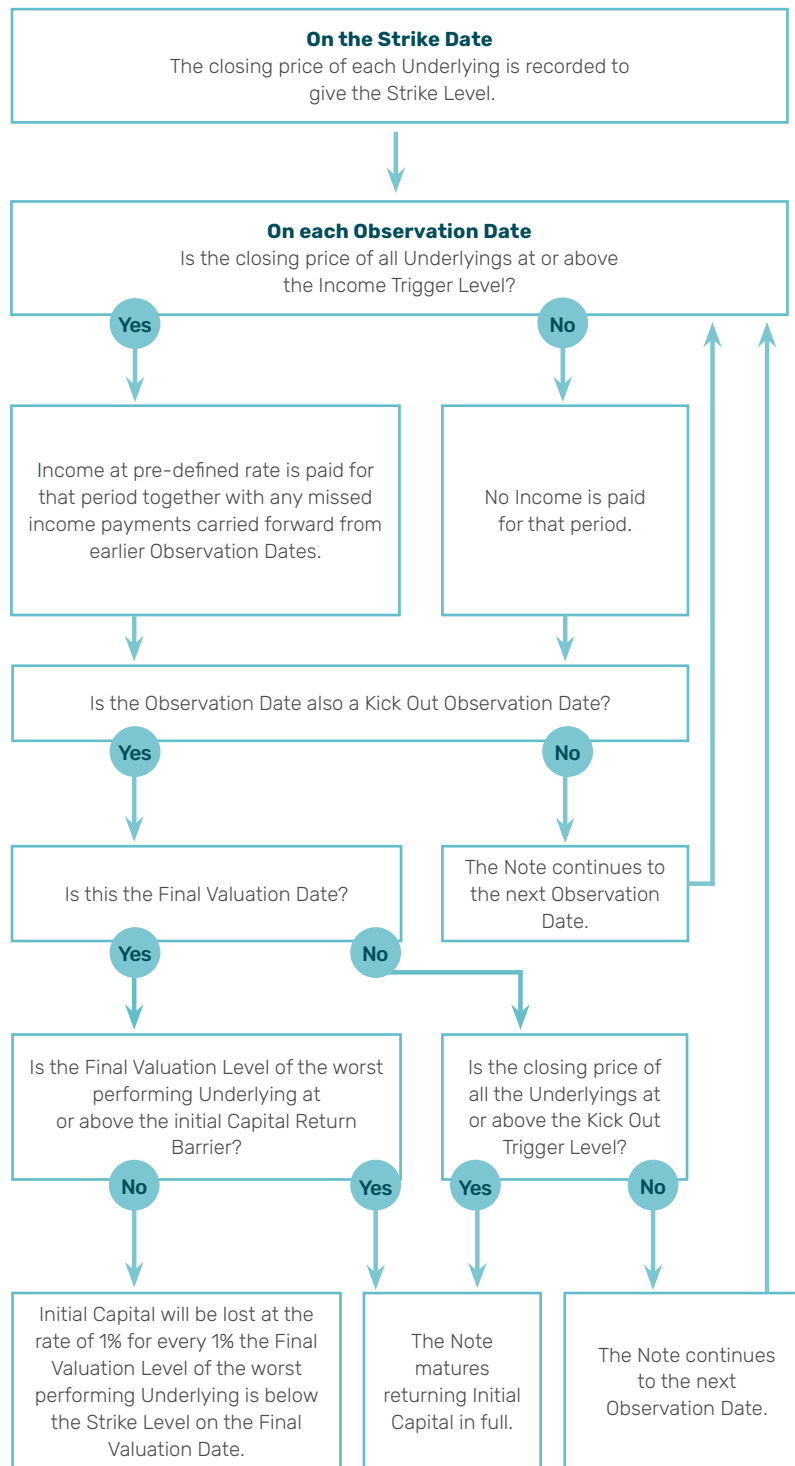 On the Strike Date
The closing price of each Underlying is recorded to
give the Strike Level.
On each Observation Date
Is the closing price of all Underlyings at or above
the Income Trigger Level?
Yes
No
Income at pre-defined rate is paid for
that period together with any missed
income payments carried forward from
earlier Observation Dates.
No Income is paid
for that period.
Is the Observation Date also a Kick Out Observation Date?
Yes
No
Is this the Final Valuation Date?
The Note continues to
the next Observation
Date.
Yes
No
Is the Final Valuation Level of the worst
performing Underlying at
or above the initial Capital Return
Barrier?
Is the closing price of
all the Underlyings at
or above the Kick Out
Trigger Level?
No
Yes
Yes
No
Initial Capital will be lost at the
rate of 1% for every 1% the Final
Valuation Level of the worst
performing Underlying is below
the Strike Level on the Final
Valuation Date.
The Note
matures
returning Initial
Capital in full.
The Note continues
to the next
Observation Date.